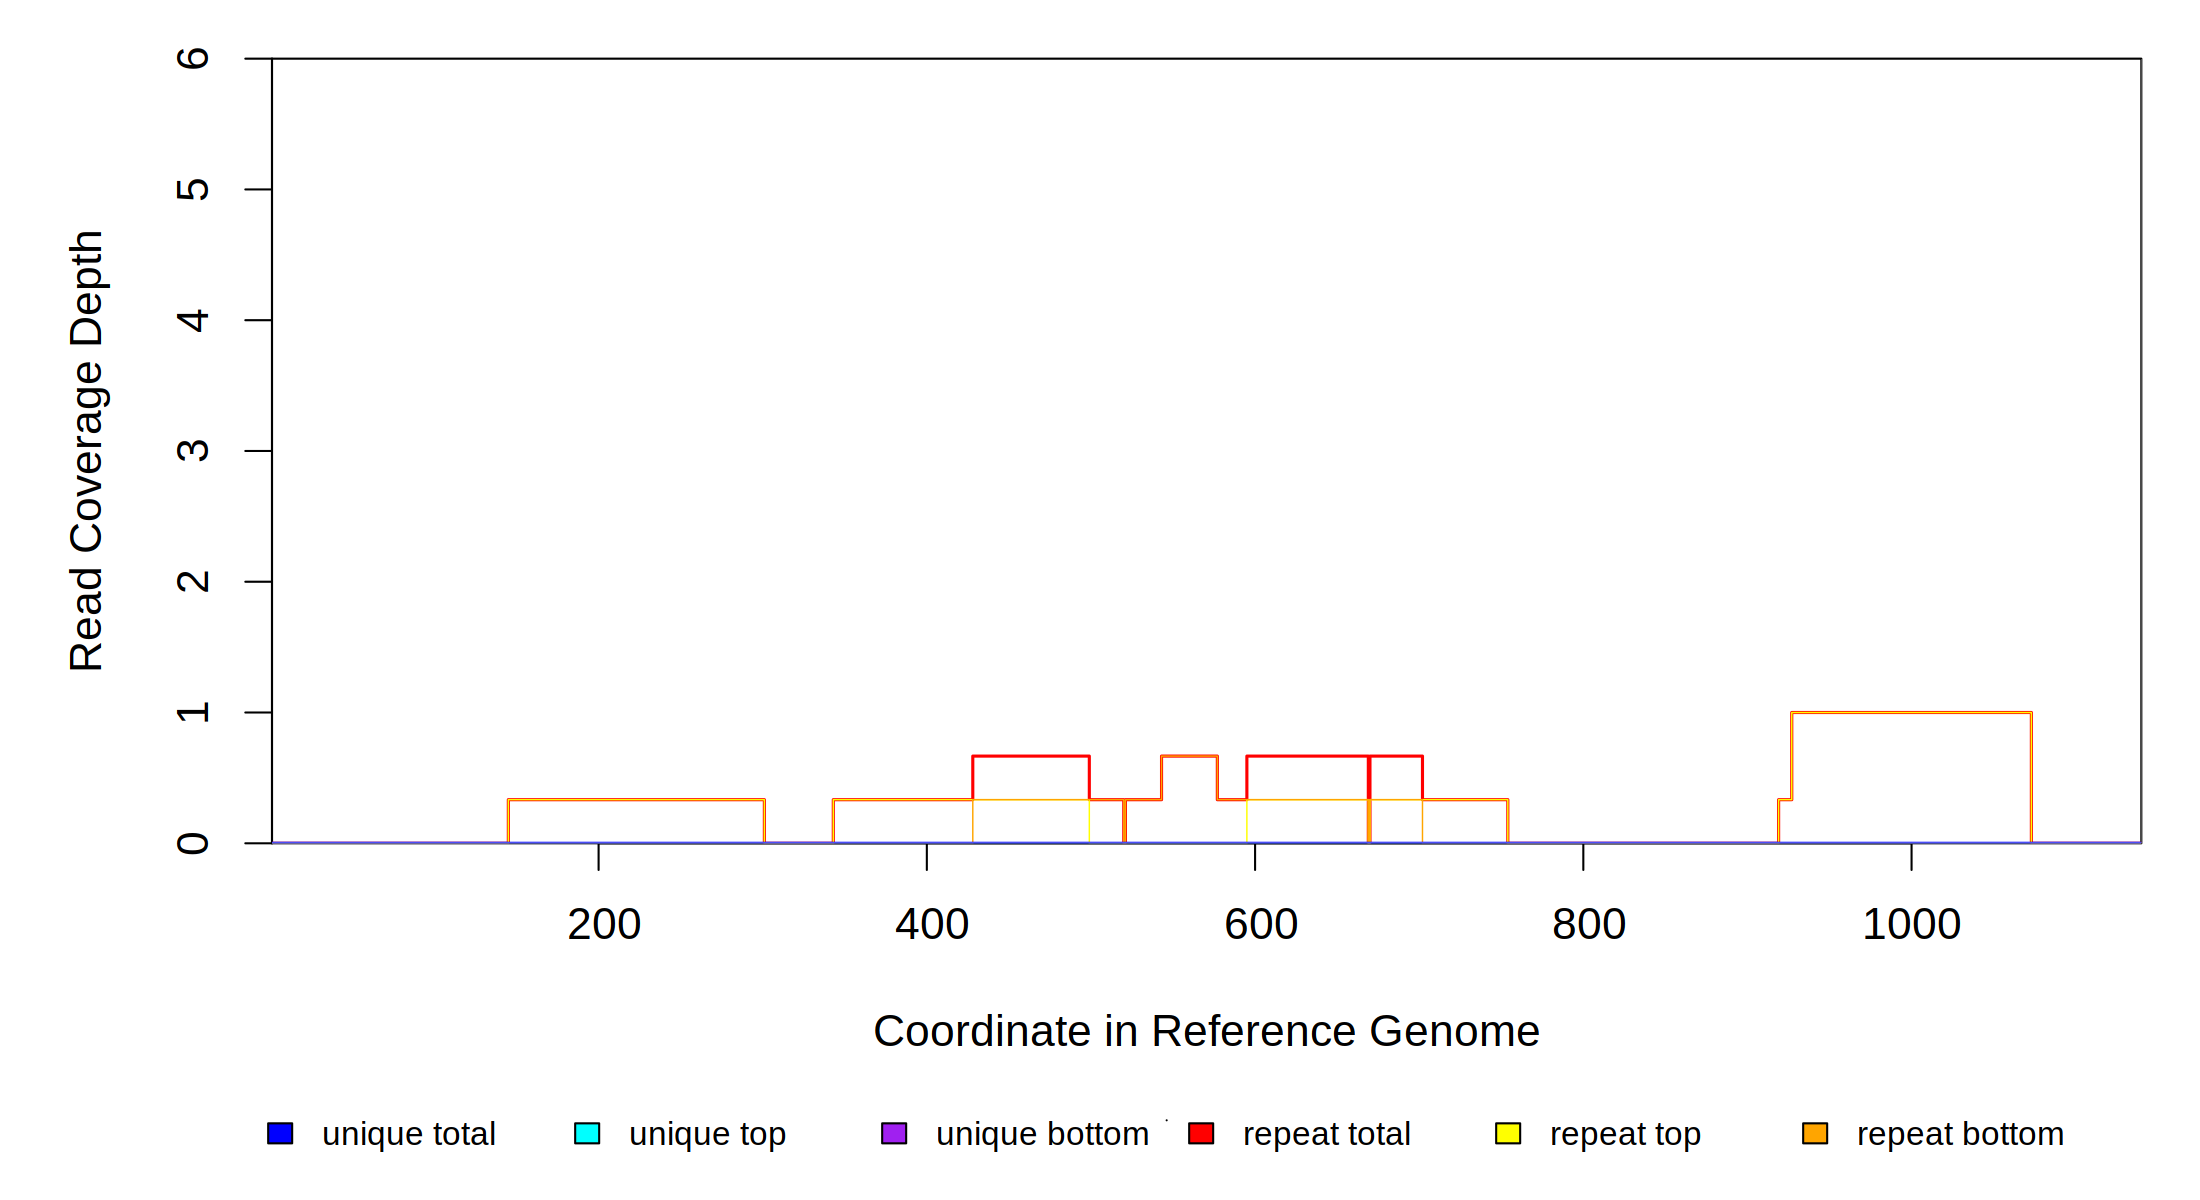 6
5
4
3
2
1
0
Read Coverage Depth
200 400 600 800 1000
Coordinate in Reference Genome
unique total unique top unique bottom repeat total repeat top repeat bottom